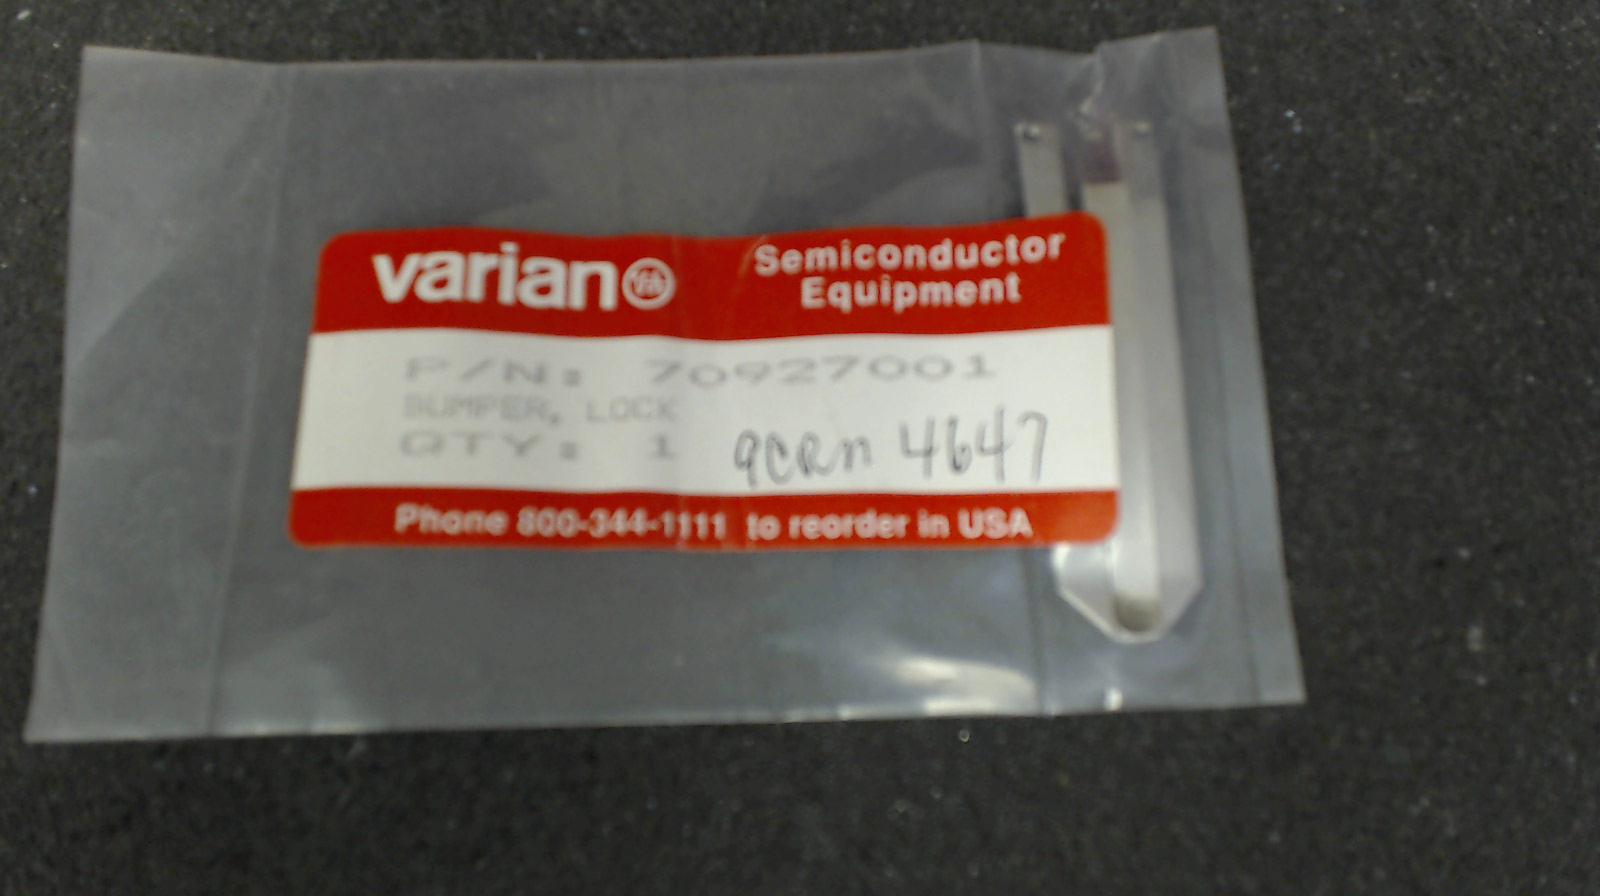 varian
Semiconductor
Equipment
P/N: 70927001
BUMPER, LOCK
QTY: 1
9CRn 4647
Phone 800-344-1111 to reorder in USA